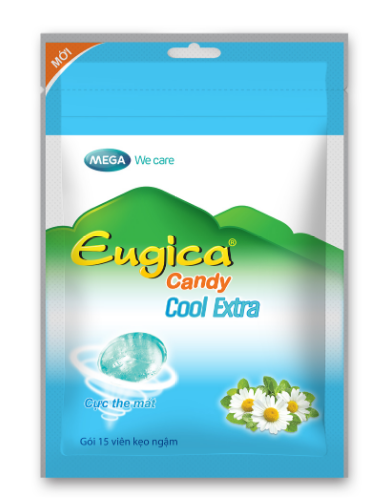 MỚI
MEGA We care
Eugica®
Candy
Cool Extra
Cực the mát
Gói 15 viên kẹo ngậm